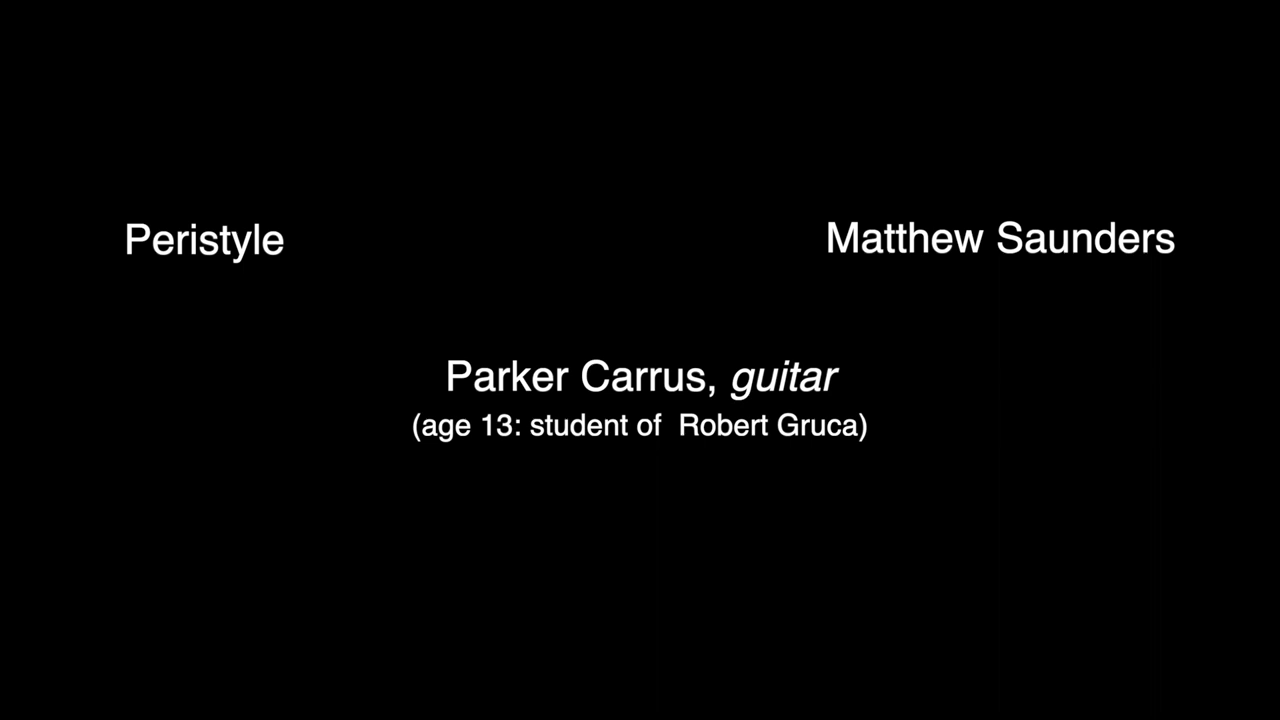 Peristyle Matthew Saunders
Parker Carrus, guitar
(age 13: student of  Robert Gruca)